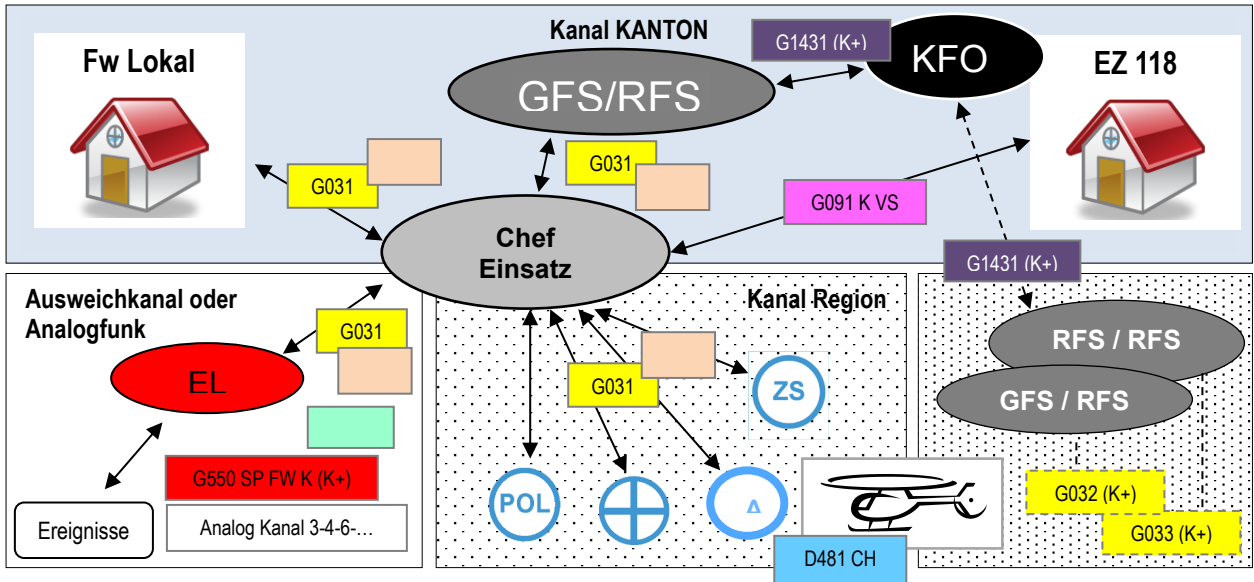 Kanal KANTON
G1431 (K+)
KFO
Fw Lokal
EZ 118
GFS/RFS
G031
G031
G091 K VS
Chef
Einsatz
G1431 (K+)
Ausweichkanal oder
Analogfunk
G031
EL
G550 SP FW K (K+)
Analog Kanal 3-4-6-...
Ereignisse
Kanal Region
G031
ZS
POL
Δ
D481 CH
RFS / RFS
GFS / RFS
G032 (K+)
G033 (K+)